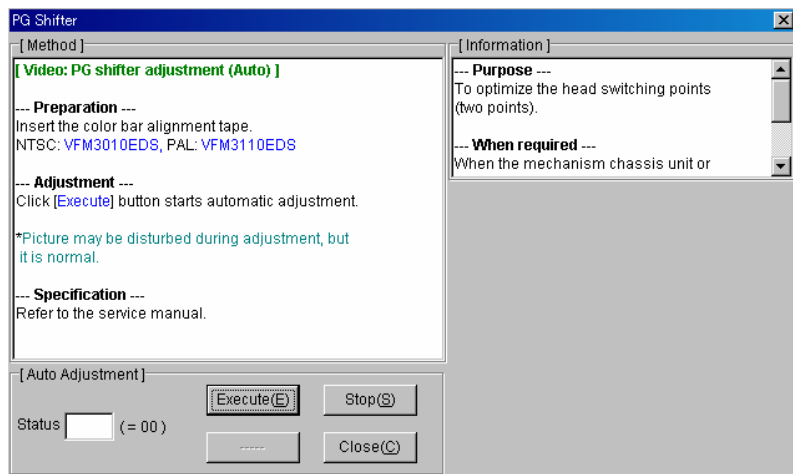 PG Shifter
[ Method ]
[ Video: PG shifter adjustment (Auto) ]
--- Preparation ---
Insert the color bar alignment tape.
NTSC: VFM3010EDS, PAL: VFM3110EDS
--- Adjustment ---
Click [Execute] button starts automatic adjustment.
*Picture may be disturbed during adjustment, but
it is normal.
--- Specification ---
Refer to the service manual.
[ Information ]
--- Purpose ---
To optimize the head switching points
(two points).
--- When required ---
When the mechanism chassis unit or
[ Auto Adjustment ]
Status ( = 00 )
Execute(E) Stop(S)
----- Close(C)